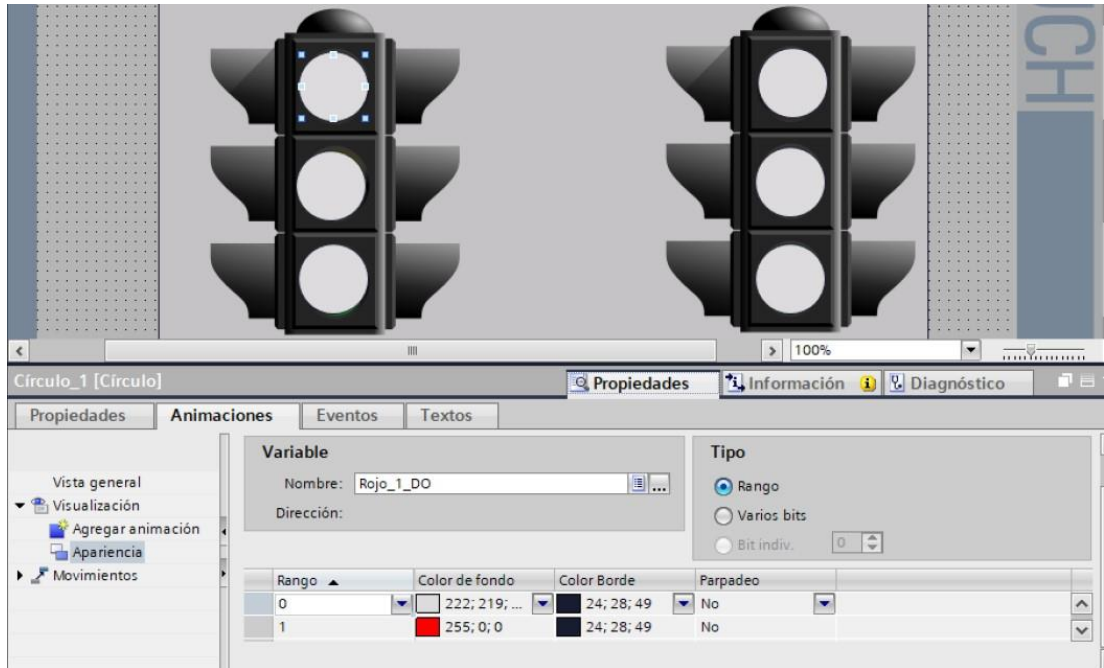 UCH
100%
Círculo_1 [Círculo]
Propiedades
Información
Diagnóstico
Propiedades
Animaciones
Eventos
Textos
Vista general
Visualización
Agregar animación
Apariencia
Movimientos
Variable
Nombre: Rojo_1_DO
...
Dirección:
Tipo
Rango
Varios bits
Bit indiv. 0
Rango Color de fondo Color Borde Parpadeo
0 222; 219; ... 24; 28; 49 No
1 255; 0; 0 24; 28; 49 No